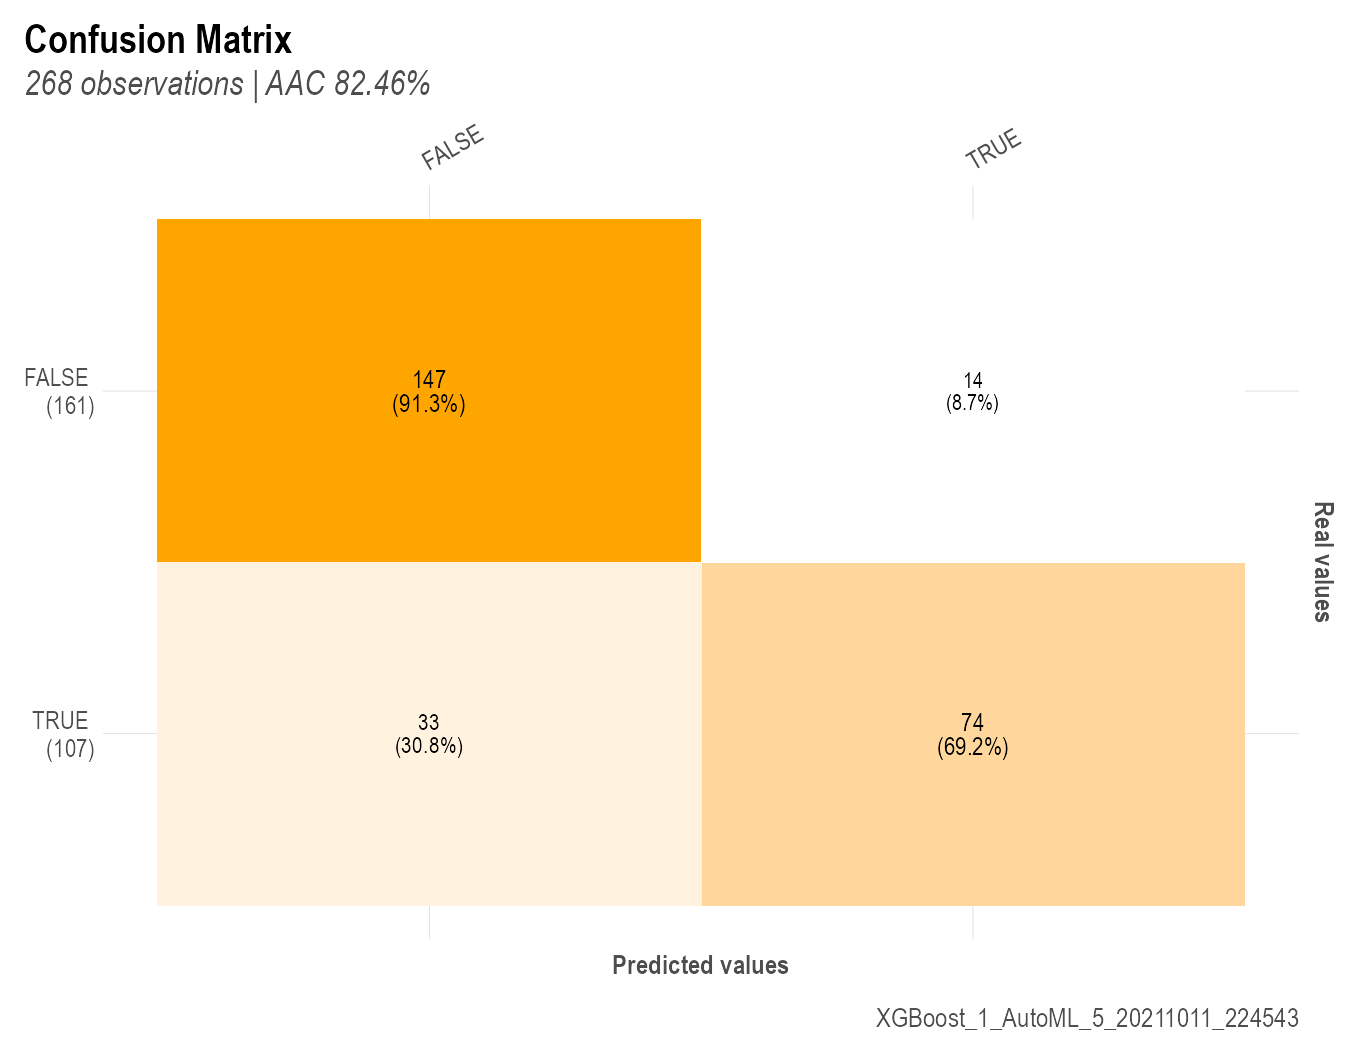 Confusion Matrix
268 observations | AAC 82.46%
FALSE
TRUE
FALSE
(161)
147
(91.3%)
14
(8.7%)
Real values
TRUE
(107)
33
(30.8%)
74
(69.2%)
Predicted values
XGBoost_1_AutoML_5_20211011_224543